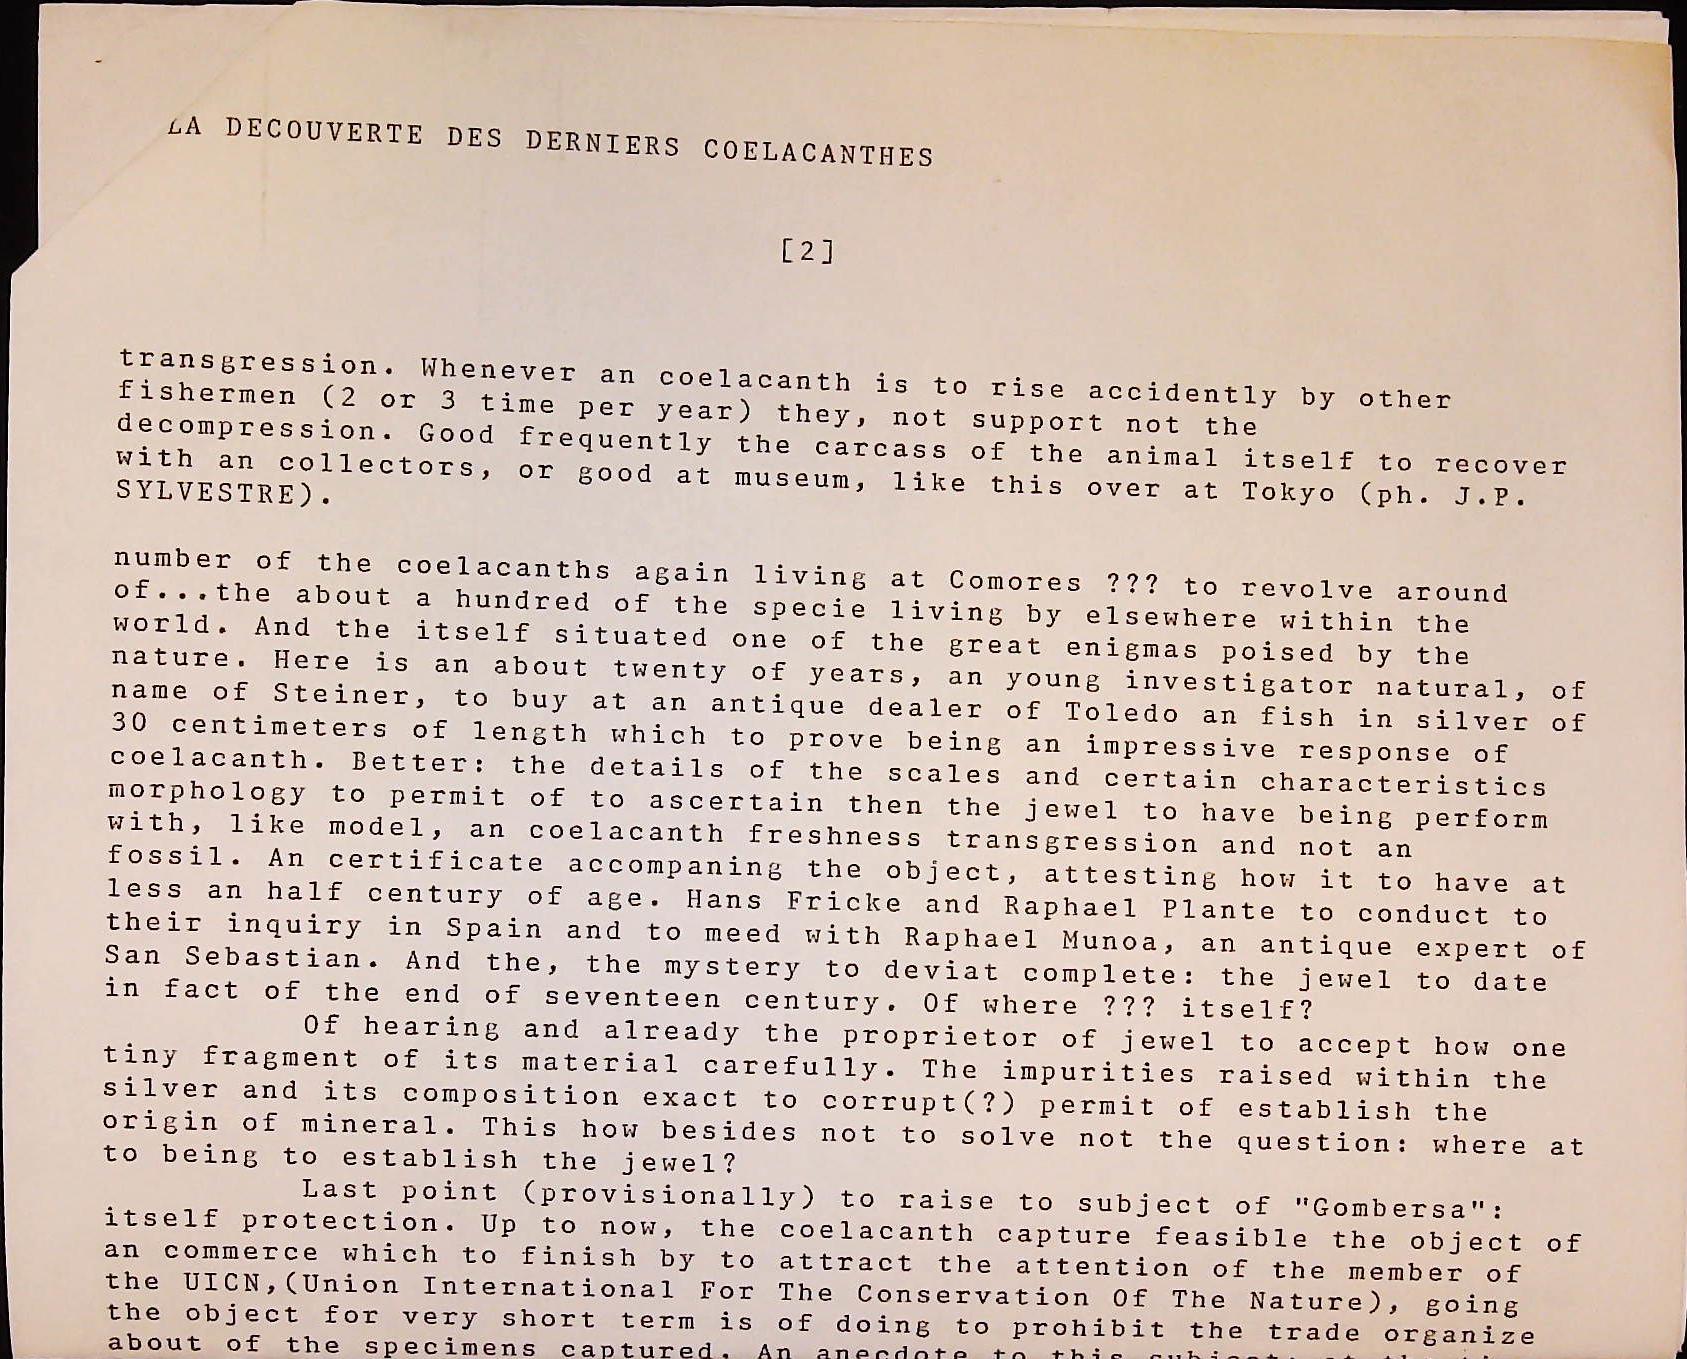 LA DECOUVERTE DES DERNIERS COELACANTHES
[2]
transgression. Whenever an coelacanth is to rise accidently by other
fishermen (2 or 3 time per year) they, not support not the
decompression. Good frequently the carcass of the animal itself to recover
with an collectors, or good at museum, like this over at Tokyo (ph. J.P.
SYLVESTRE).
number of the coelacanths again living at Comores ??? to revolve around
of...the about a hundred of the specie living by elsewhere within the
world. And the itself situated one of the great enigmas poised by the
nature. Here is an about twenty of years, an young investigator natural, of
name of Steiner, to buy at an antique dealer of Toledo an fish in silver of
30 centimeters of length which to prove being an impressive response of
coelacanth. Better: the details of the scales and certain characteristics
morphology to permit of to ascertain then the jewel to have being perform
with, like model, an coelacanth freshness transgression and not an
fossil. An certificate accompaning the object, attesting how it to have at
less an half century of age. Hans Fricke and Raphael Plante to conduct to
their inquiry in Spain and to meed with Raphael Munoa, an antique expert of
San Sebastian. And the, the mystery to deviat complete: the jewel to date
in fact of the end of seventeen century. Of where ??? itself?
Of hearing and already the proprietor of jewel to accept how one
tiny fragment of its material carefully. The impurities raised within the
silver and its composition exact to corrupt(?) permit of establish the
origin of mineral. This how besides not to solve not the question: where at
to being to establish the jewel?
Last point (provisionally) to raise to subject of "Gombersa":
itself protection. Up to now, the coelacanth capture feasible the object of
an commerce which to finish by to attract the attention of the member of
the UICN,(Union International For The Conservation Of The Nature), going
the object for very short term is of doing to prohibit the trade organize
about of the specimens captured. An anecdote to this